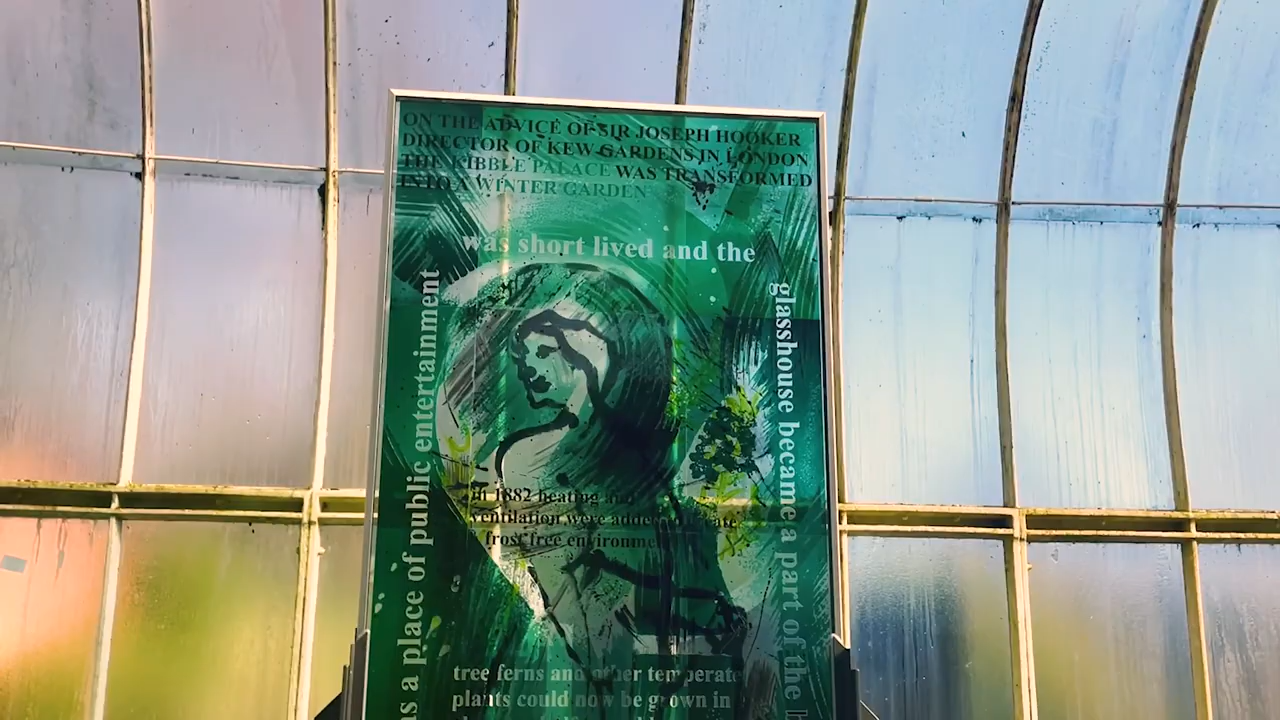 ON THE ADVICE OF SIR JOSEPH HOOKER
DIRECTOR OF KEW GARDENS IN LONDON
THE KIBBLE PALACE WAS TRANSFORMED
INTO A WINTER GARDEN
as a place of public entertainment
was short lived and the
glasshouse became a part of the
in 1882 heating and
ventilation were added
frost free
tree ferns and other temperate
plants could now be grown in